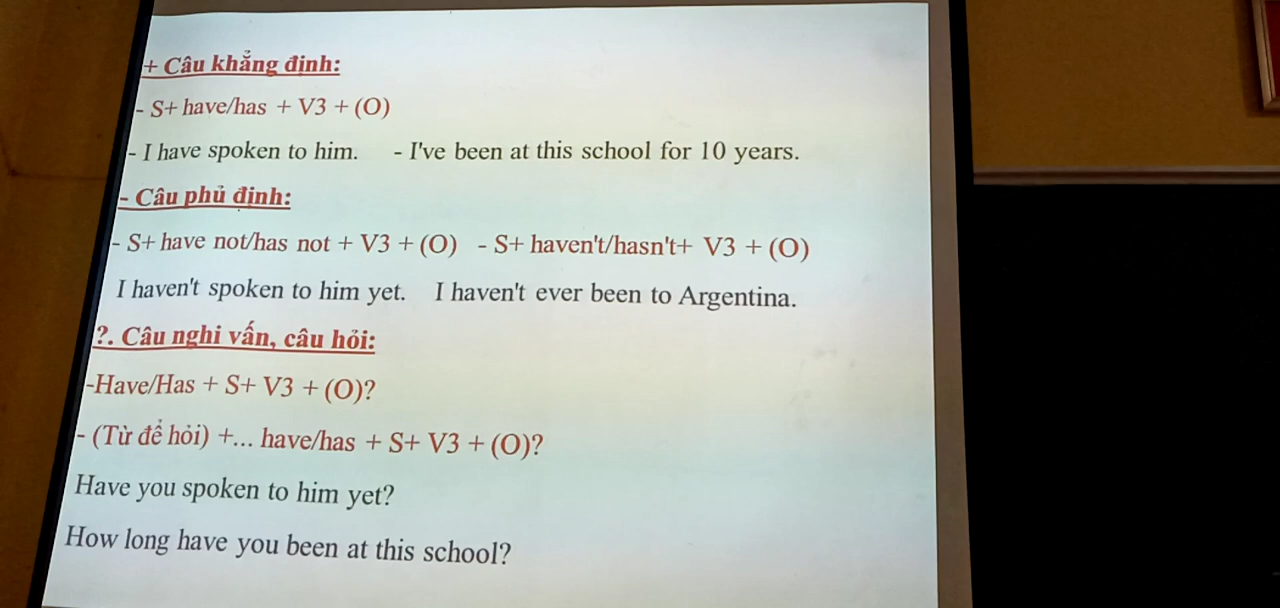 + Câu khẳng định:
- S+ have/has + V3 + (O)
- I have spoken to him. - I've been at this school for 10 years.
- Câu phủ định:
- S+ have not/has not + V3 + (O) - S+ haven't/hasn't+ V3 + (O)
I haven't spoken to him yet. I haven't ever been to Argentina.
?. Câu nghi vấn, câu hỏi:
-Have/Has + S+ V3 + (O)?
- (Từ để hỏi) +... have/has + S+ V3 + (O)?
Have you spoken to him yet?
How long have you been at this school?